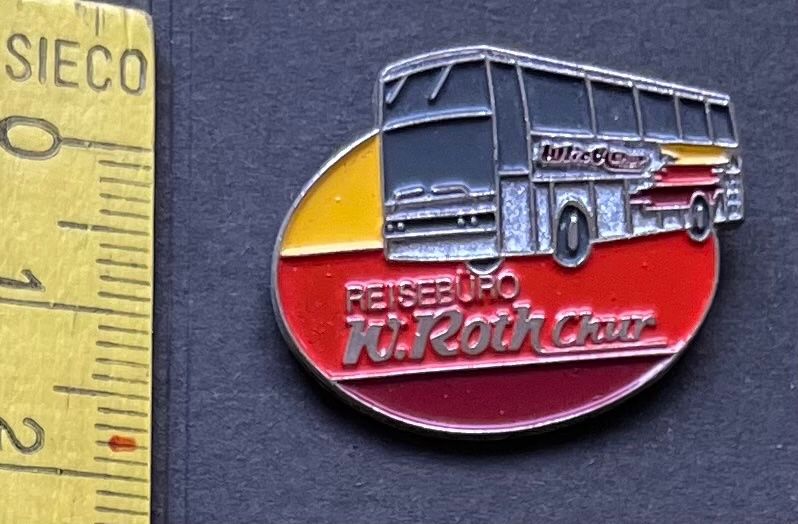 SIECO
0
1
2
REISEBÜRO
W.Roth Chur